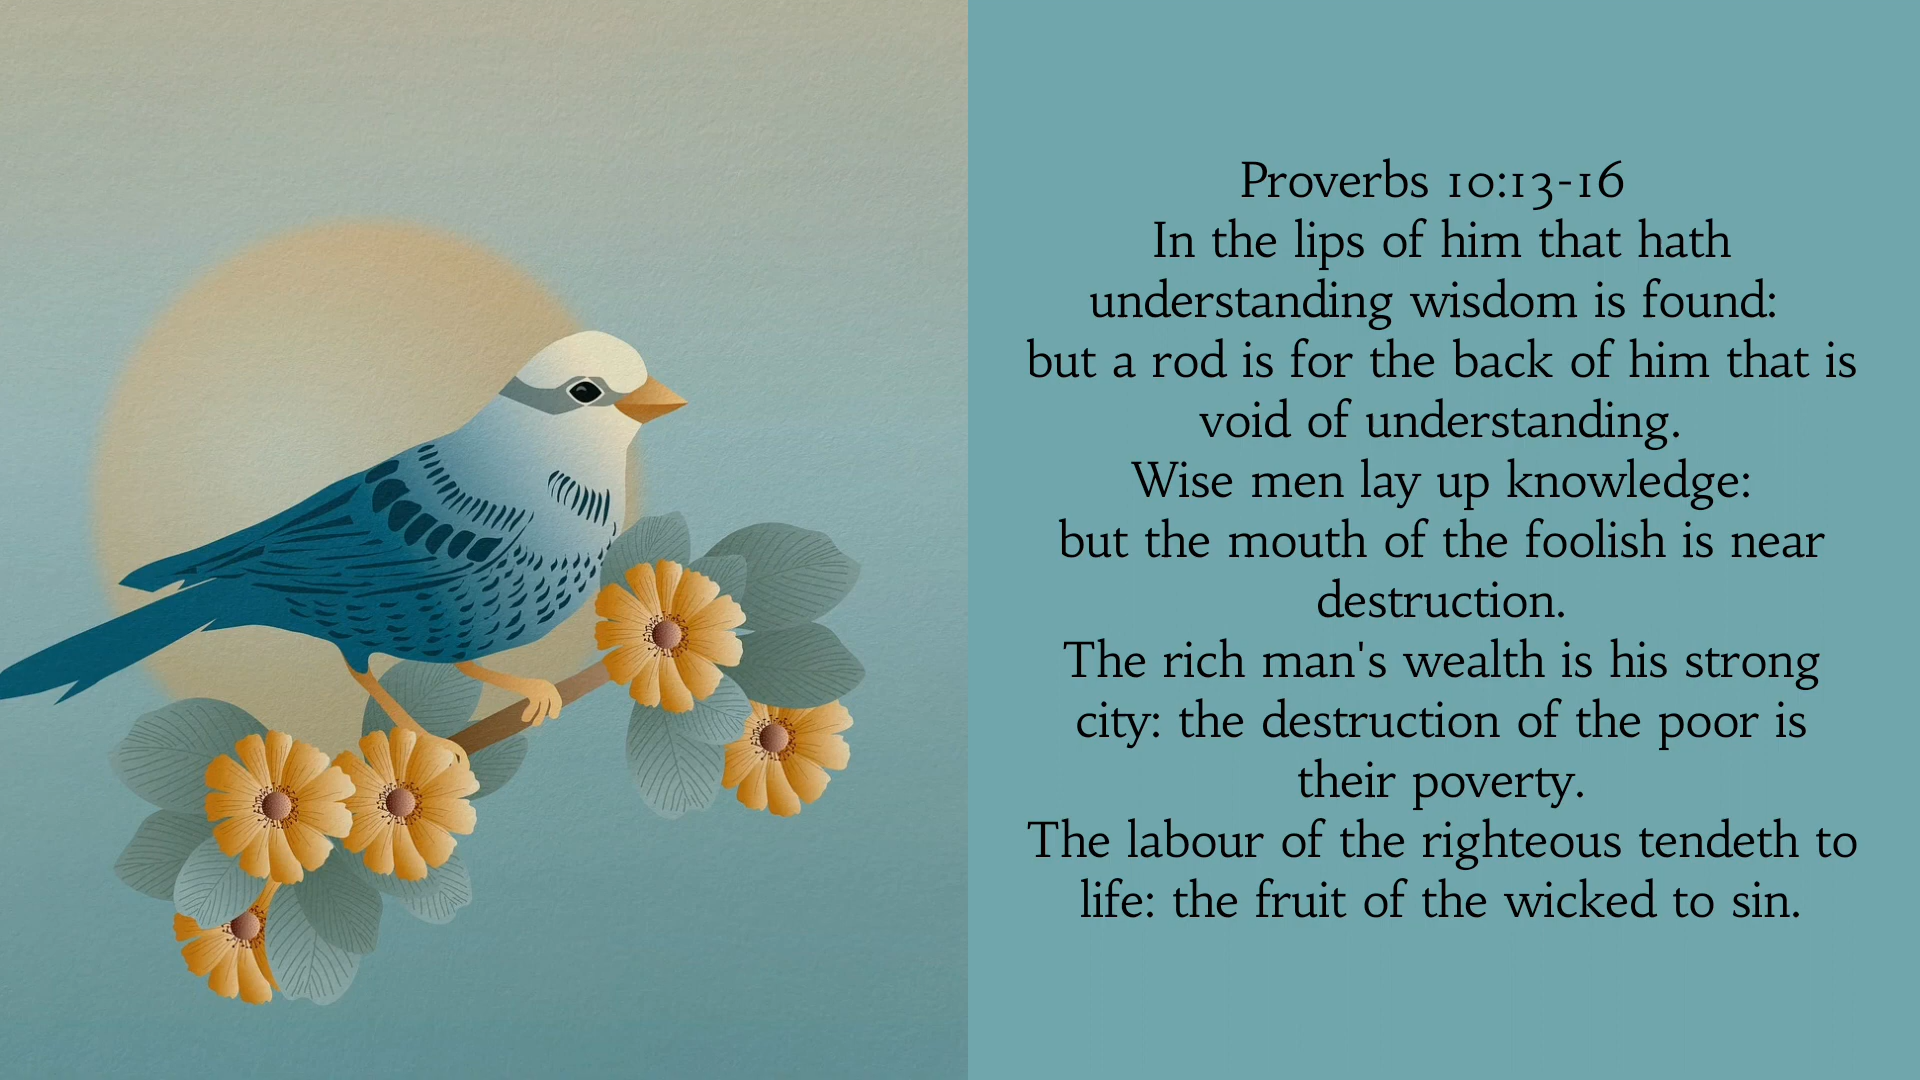 Proverbs 10:13-16
In the lips of him that hath
understanding wisdom is found:
but a rod is for the back of him that is
void of understanding.
Wise men lay up knowledge:
but the mouth of the foolish is near
destruction.
The rich man's wealth is his strong
city: the destruction of the poor is
their poverty.
The labour of the righteous tendeth to
life: the fruit of the wicked to sin.